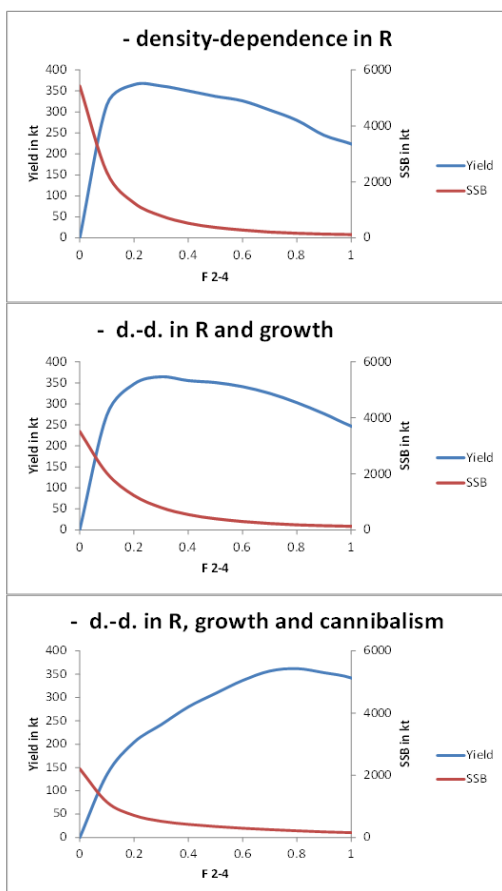 - density-dependence in R
400
350
300
250
200
150
100
50
0
Yield in kt
6000
4000
2000
0
SSB in kt
0 0.2 0.4 0.6 0.8 1
F 2-4
Yield
SSB
- d.-d. in R and growth
400
350
300
250
200
150
100
50
0
Yield in kt
6000
4000
2000
0
SSB in kt
0 0.2 0.4 0.6 0.8 1
F 2-4
Yield
SSB
- d.-d. in R, growth and cannibalism
400
350
300
250
200
150
100
50
0
Yield in kt
6000
4000
2000
0
SSB in kt
0 0.2 0.4 0.6 0.8 1
F 2-4
Yield
SSB